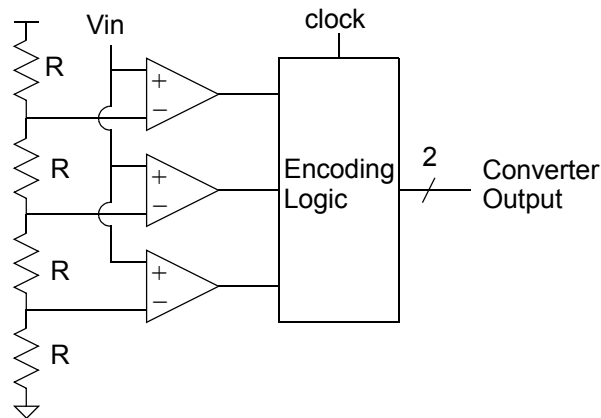 Vin
clock
R
+
−
R
+
−
Encoding
Logic
2
Converter
Output
R
+
−
R